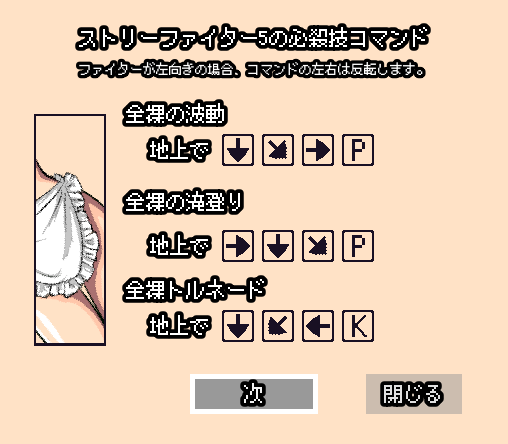 ストリーファイター5の必殺技コマンド
ファイターが左向きの場合、コマンドの左右は反転します。
全裸の波動
地上で ↓ ↘ → P
全裸の滝登り
地上で → ↓ ↘ P
全裸トルネード
地上で ↓ ↙ ← K
次 閉じる